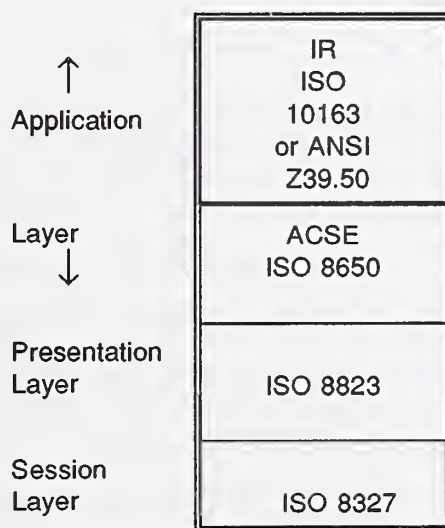 ↑
Application
IR
ISO
10163
or ANSI
Z39.50
Layer
↓
ACSE
ISO 8650
Presentation
Layer
ISO 8823
Session
Layer
ISO 8327